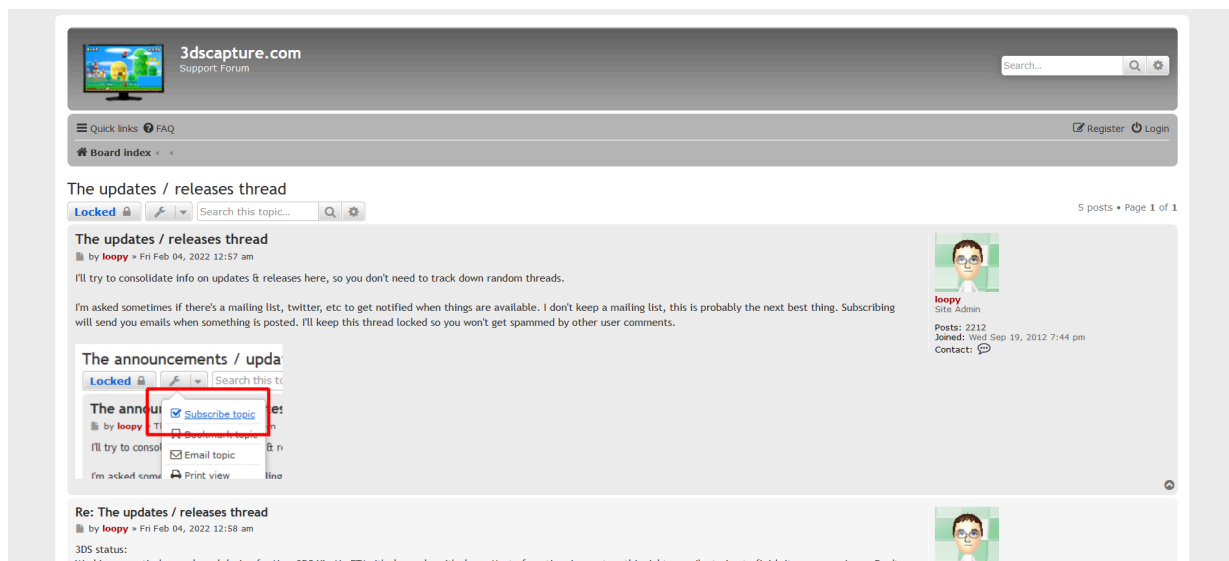 3dscapture.com
Support Forum
Search...
Quick links FAQ
Register Login
Board index ‹ ‹
The updates / releases thread
Locked
Search this topic...
5 posts • Page 1 of 1
The updates / releases thread
by loopy » Fri Feb 04, 2022 12:57 am
I'll try to consolidate info on updates & releases here, so you don't need to track down random threads.
I'm asked sometimes if there's a mailing list, twitter, etc to get notified when things are available. I don't keep a mailing list, this is probably the next best thing. Subscribing
will send you emails when something is posted. I'll keep this thread locked so you won't get spammed by other user comments.
loopy
Site Admin
Posts: 2212
Joined: Wed Sep 19, 2012 7:44 pm
Contact:
The announcements / upda
Locked
Search this to
The annou
Subscribe topic
by loopy
Bookmark topic
I'll try to consol
Email topic
I'm asked some
Print view
ling
Re: The updates / releases thread
by loopy » Fri Feb 04, 2022 12:58 am
3DS status: